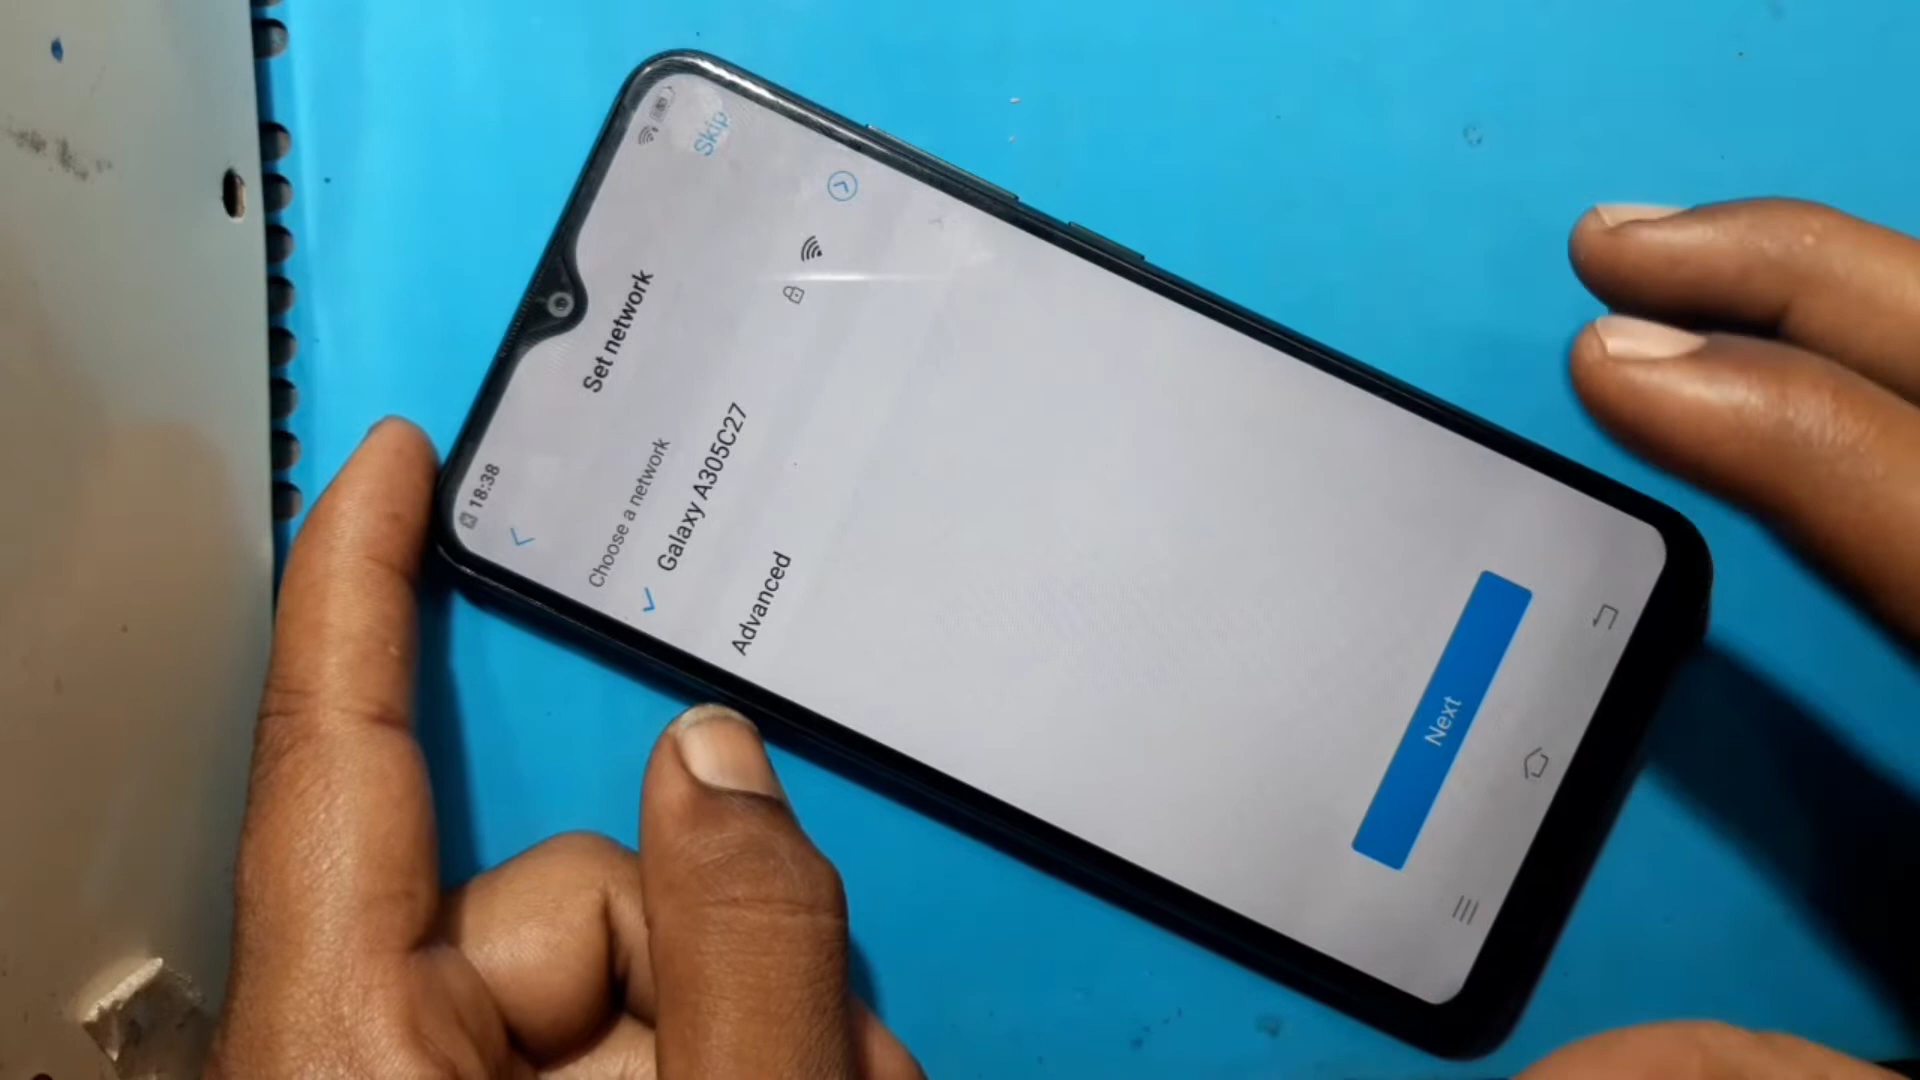 18:38
Skip
Set network
Choose a network
Galaxy A305C27
Advanced
Next